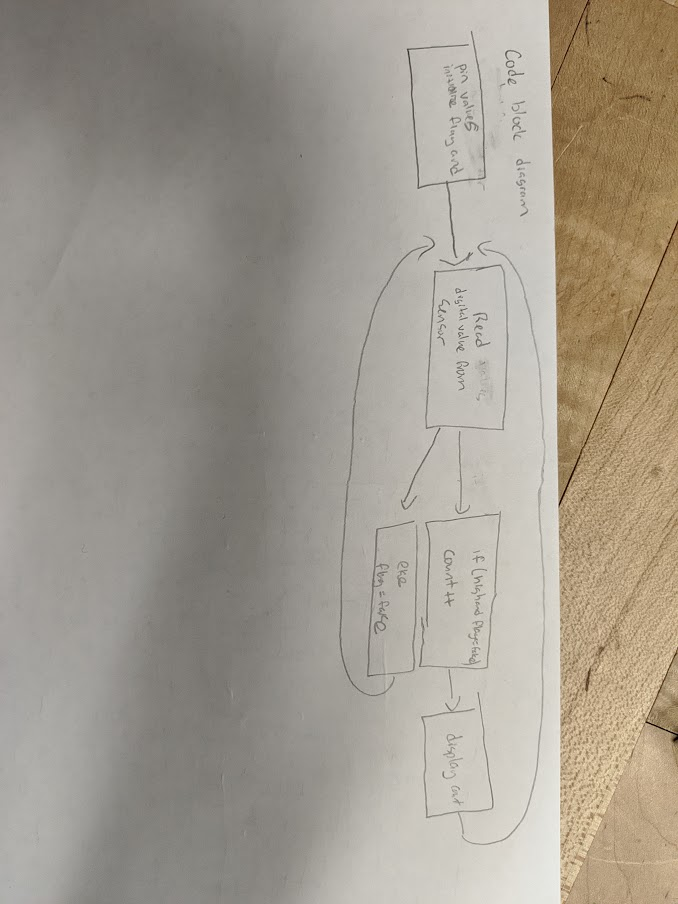 Code block diagram
pin values
initialize flag and
Read
digital value from
Sensor
if (high and flag=false)
count++
else
flag = false
display cnt